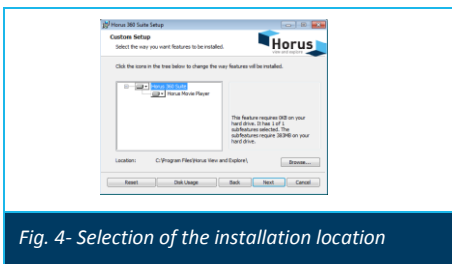 Horus 360 Suite Setup
Custom Setup
Select the way you want features to be installed.
Horus
view and explore
Click the icons in the tree below to change the way features will be installed.
Horus 360 Suite
Horus Movie Player
This feature requires 0KB on your
hard drive. It has 1 of 1
subfeatures selected. The
subfeatures require 383MB on your
hard drive.
Location: C:\Program Files\Horus View and Explore\
Browse...
Reset Disk Usage Back Next Cancel
Fig. 4- Selection of the installation location